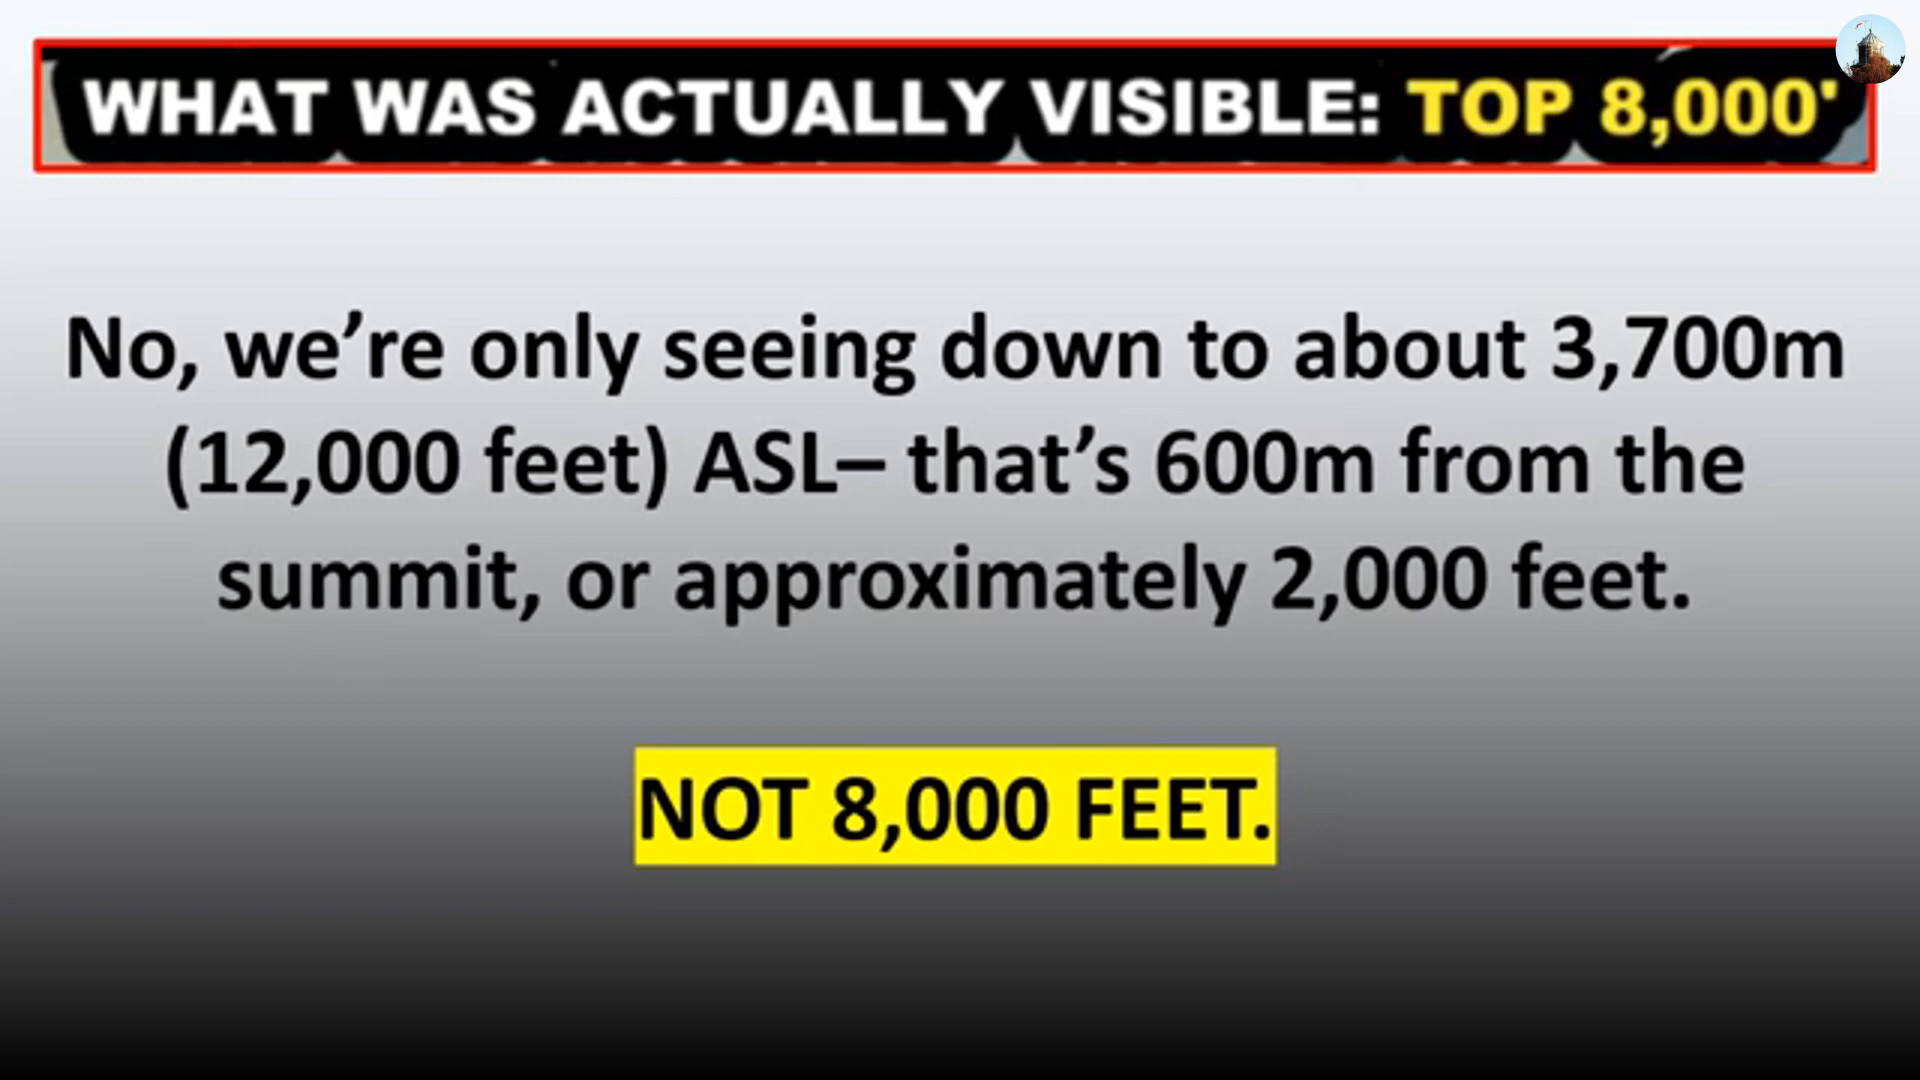 WHAT WAS ACTUALLY VISIBLE: TOP 8,000'
No, we’re only seeing down to about 3,700m
(12,000 feet) ASL– that’s 600m from the
summit, or approximately 2,000 feet.
NOT 8,000 FEET.